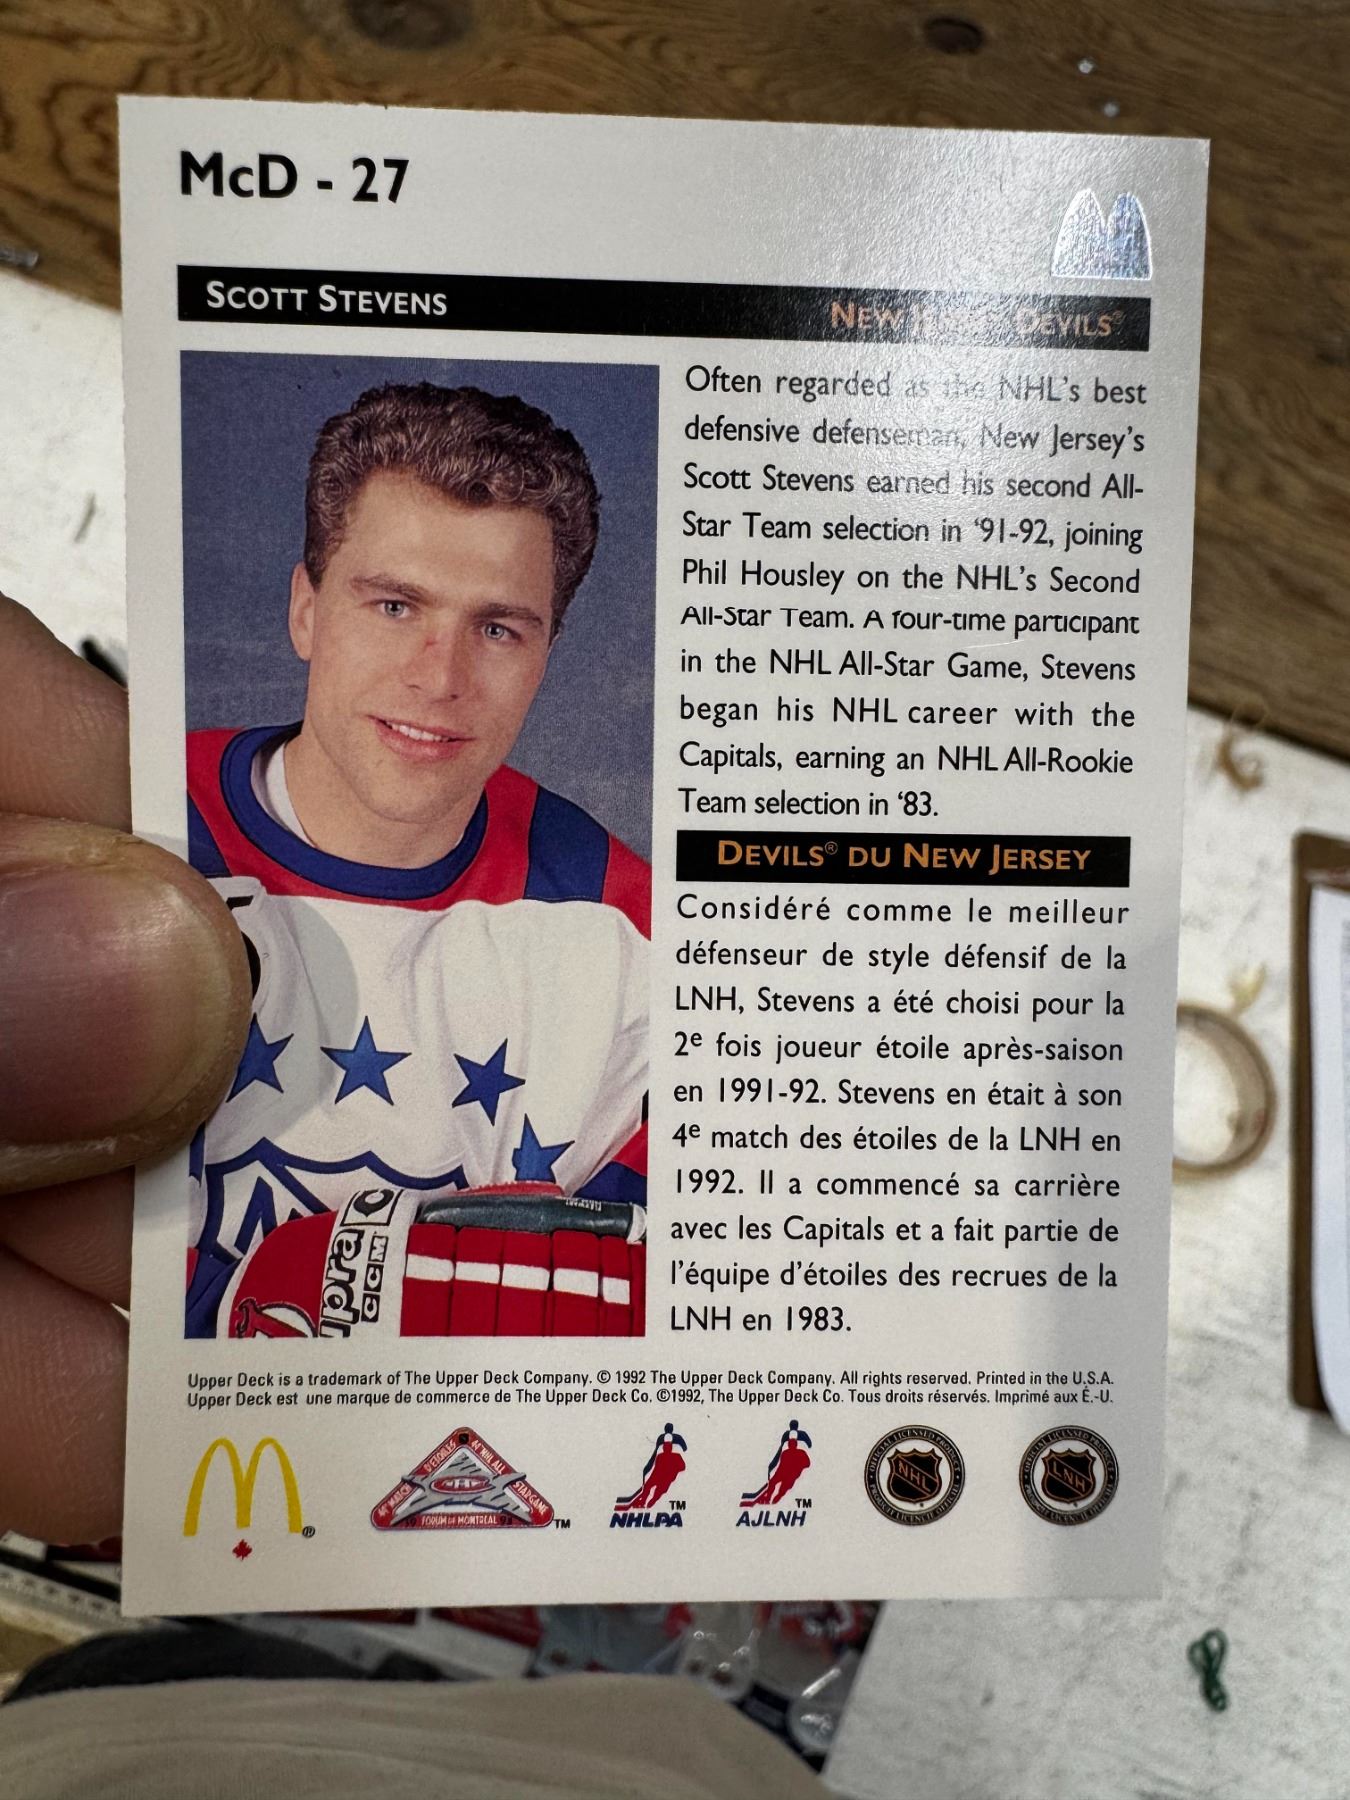 McD - 27
SCOTT STEVENS
NEW JERSEY DEVILS®
Often regarded as the NHL's best
defensive defenseman, New Jersey's
Scott Stevens earned his second All-
Star Team selection in '91-92, joining
Phil Housley on the NHL's Second
All-Star Team. A four-time participant
in the NHL All-Star Game, Stevens
began his NHL career with the
Capitals, earning an NHL All-Rookie
Team selection in '83.
DEVILS® DU NEW JERSEY
Considéré comme le meilleur
défenseur de style défensif de la
LNH, Stevens a été choisi pour la
2e fois joueur étoile après-saison
en 1991-92. Stevens en était à son
4e match des étoiles de la LNH en
1992. Il a commencé sa carrière
avec les Capitals et a fait partie de
l'équipe d'étoiles des recrues de la
LNH en 1983.
CCM
Upper Deck is a trademark of The Upper Deck Company. © 1992 The Upper Deck Company. All rights reserved. Printed in the U.S.A.
Upper Deck est une marque de commerce de The Upper Deck Co. ©1992, The Upper Deck Co. Tous droits réservés. Imprimé aux É.-U.
M®
FORUM DE MONTREAL
TM
TM
NHLPA
TM
AJLNH
NHL
LNH